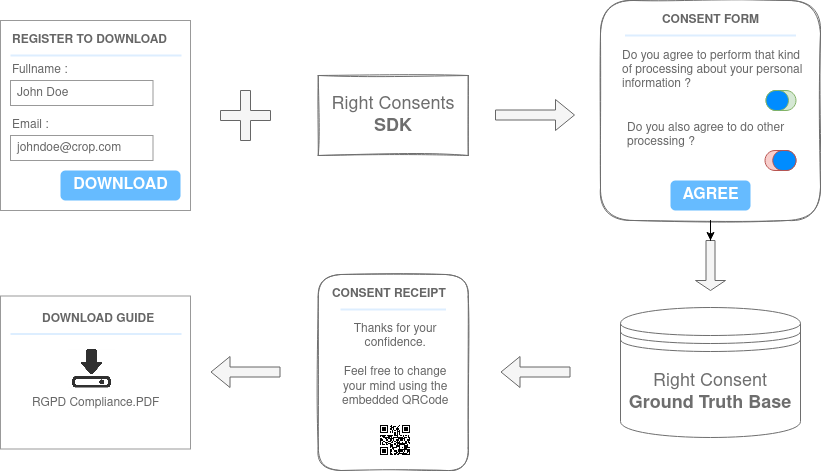 REGISTER TO DOWNLOAD
Fullname :
John Doe
Email :
johndoe@crop.com
DOWNLOAD
Right Consents
SDK
CONSENT FORM
Do you agree to perform that kind
of processing about your personal
information ?
Do you also agree to do other
processing ?
AGREE
Right Consent
Ground Truth Base
CONSENT RECEIPT
Thanks for your
confidence.
Feel free to change
your mind using the
embedded QRCode
DOWNLOAD GUIDE
RGPD Compliance.PDF